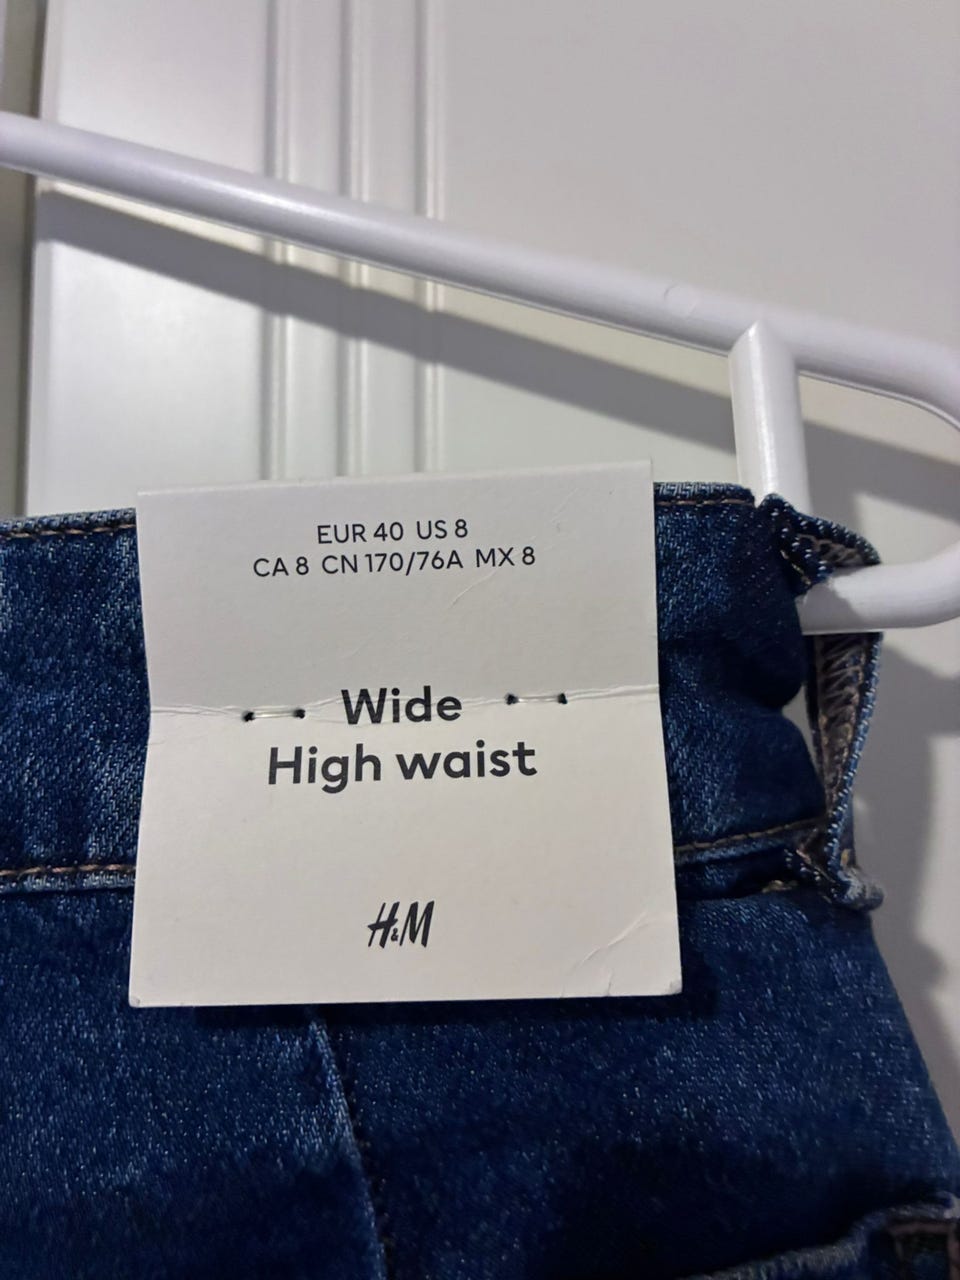 EUR 40 US 8
CA 8 CN 170/76A MX 8
Wide
High waist
H&M